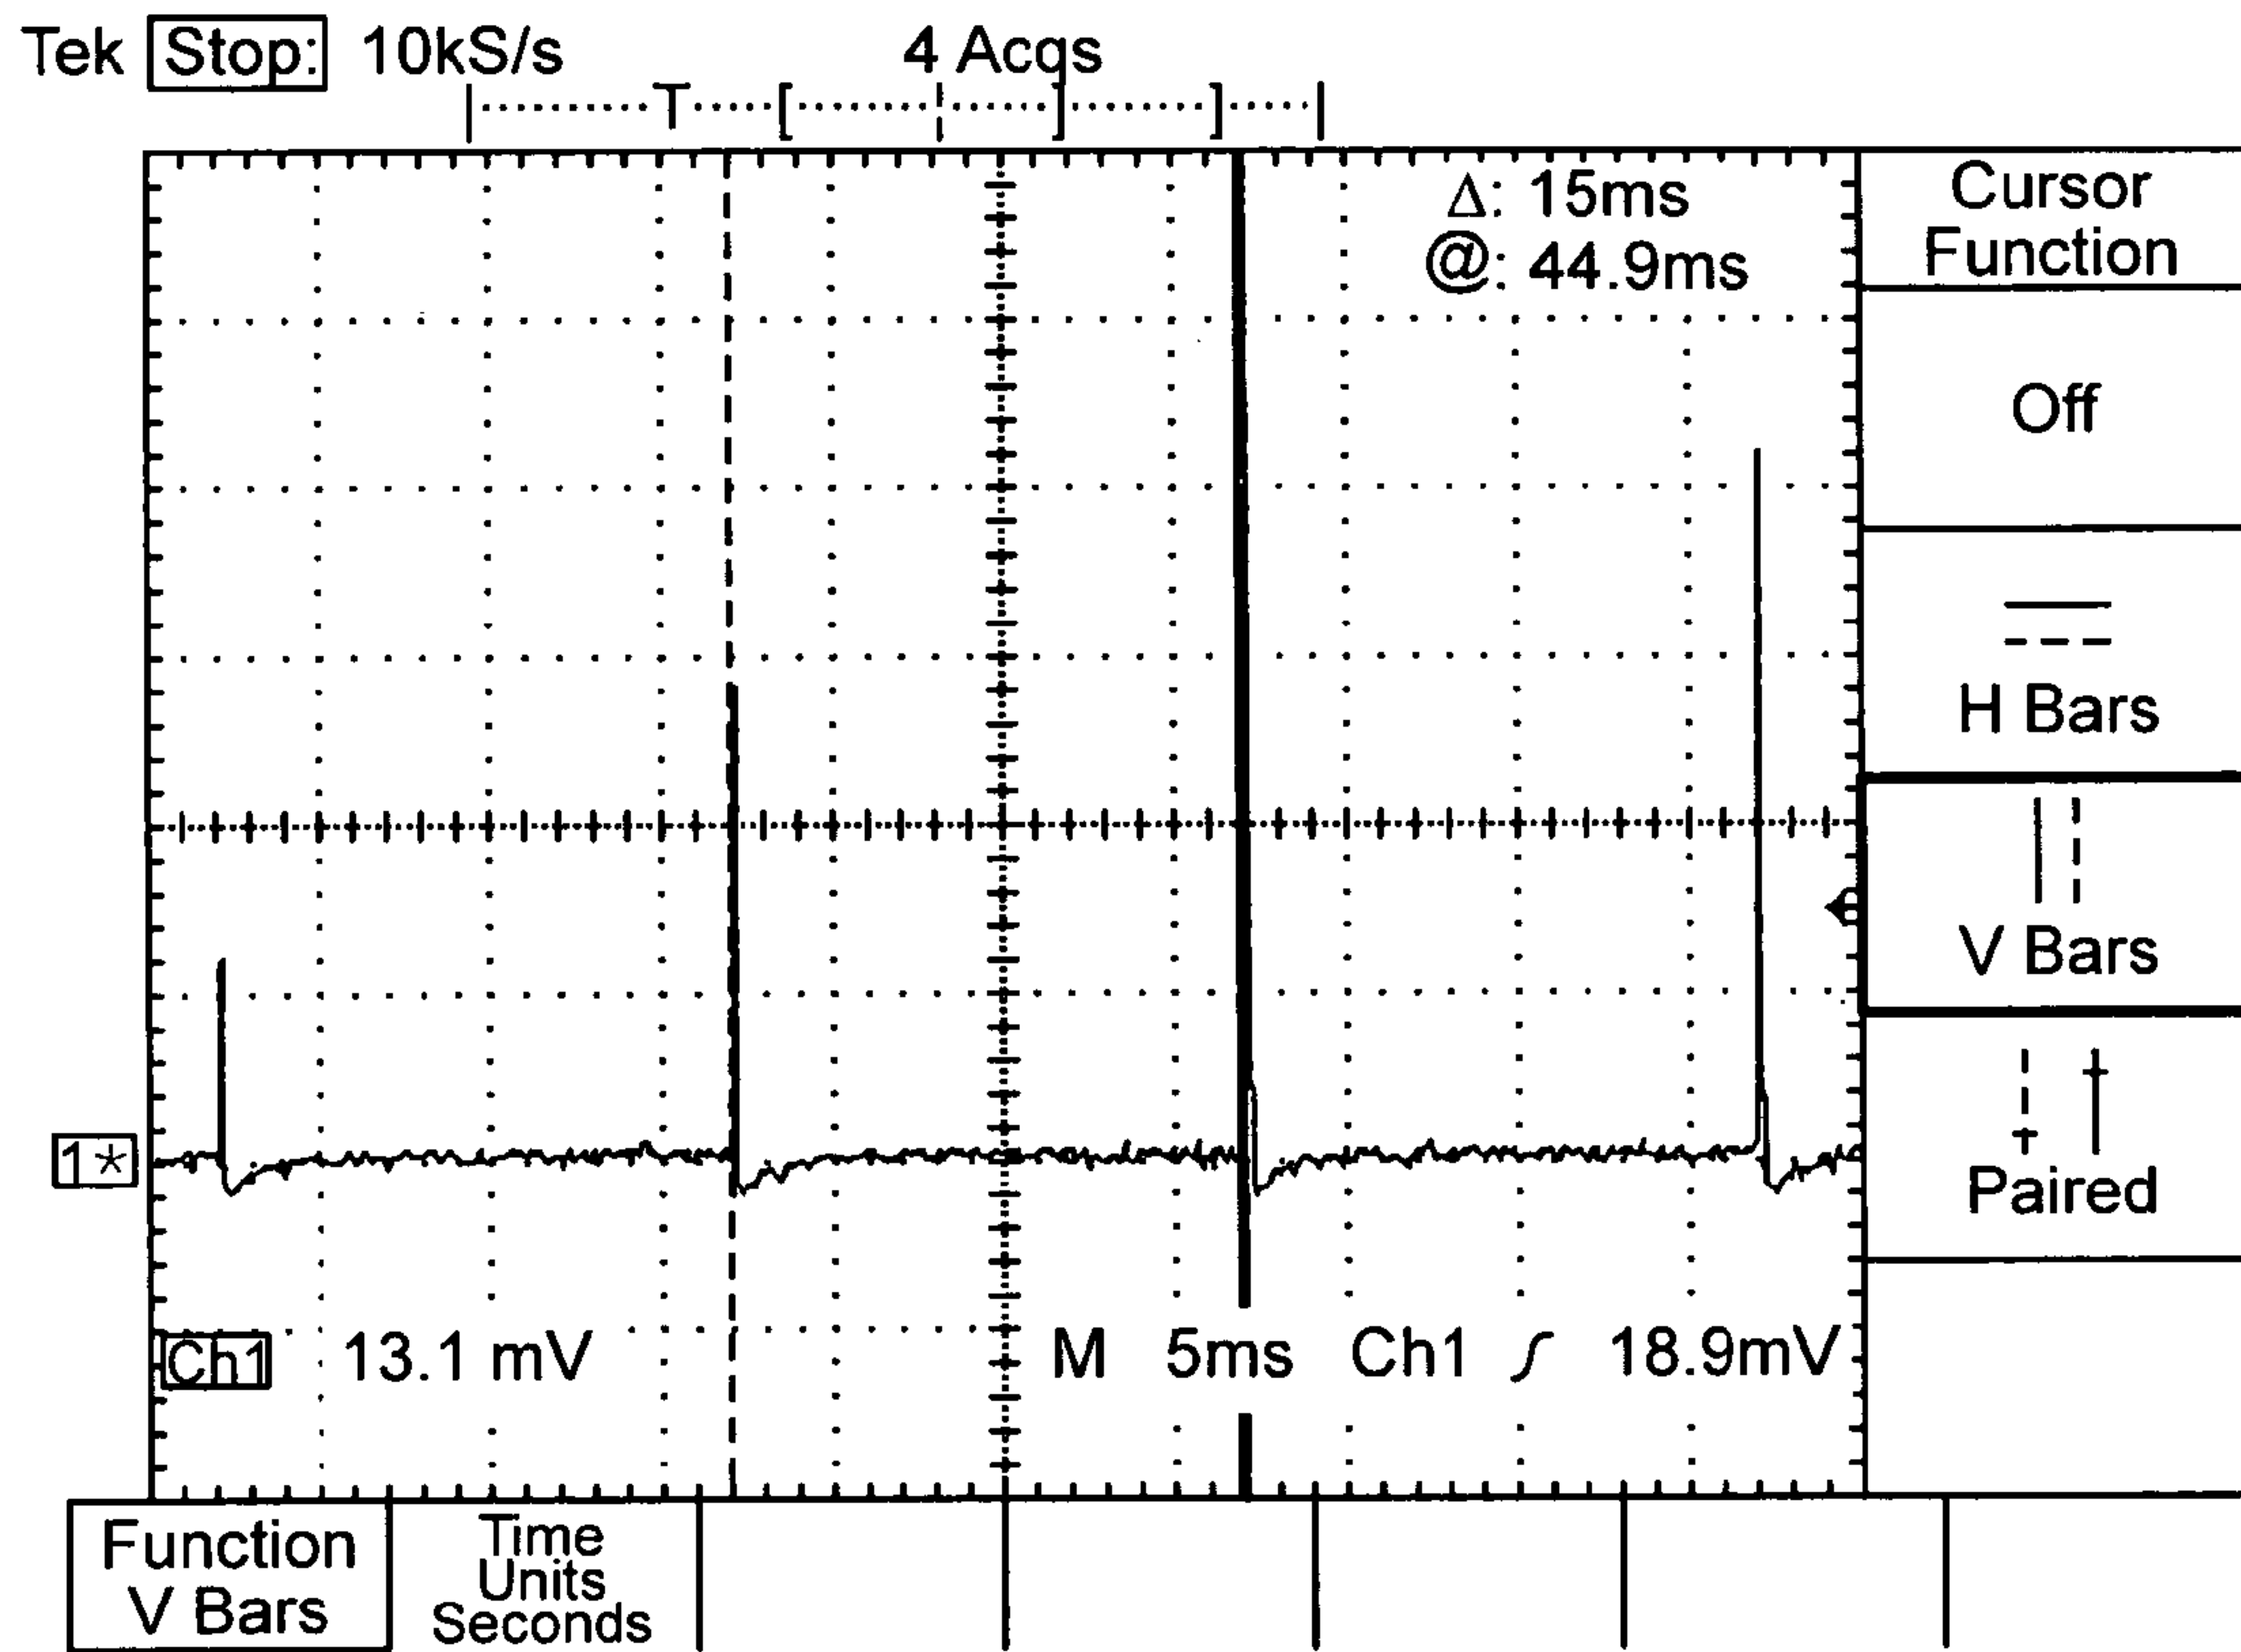 Tek Stop: 10kS/s 4 Acqs
T
Δ: 15ms
@: 44.9ms
Cursor
Function
Off
H Bars
V Bars
Paired
1*
Ch1 13.1 mV M 5ms Ch1 ∫ 18.9mV
Function
V Bars
Time
Units
Seconds